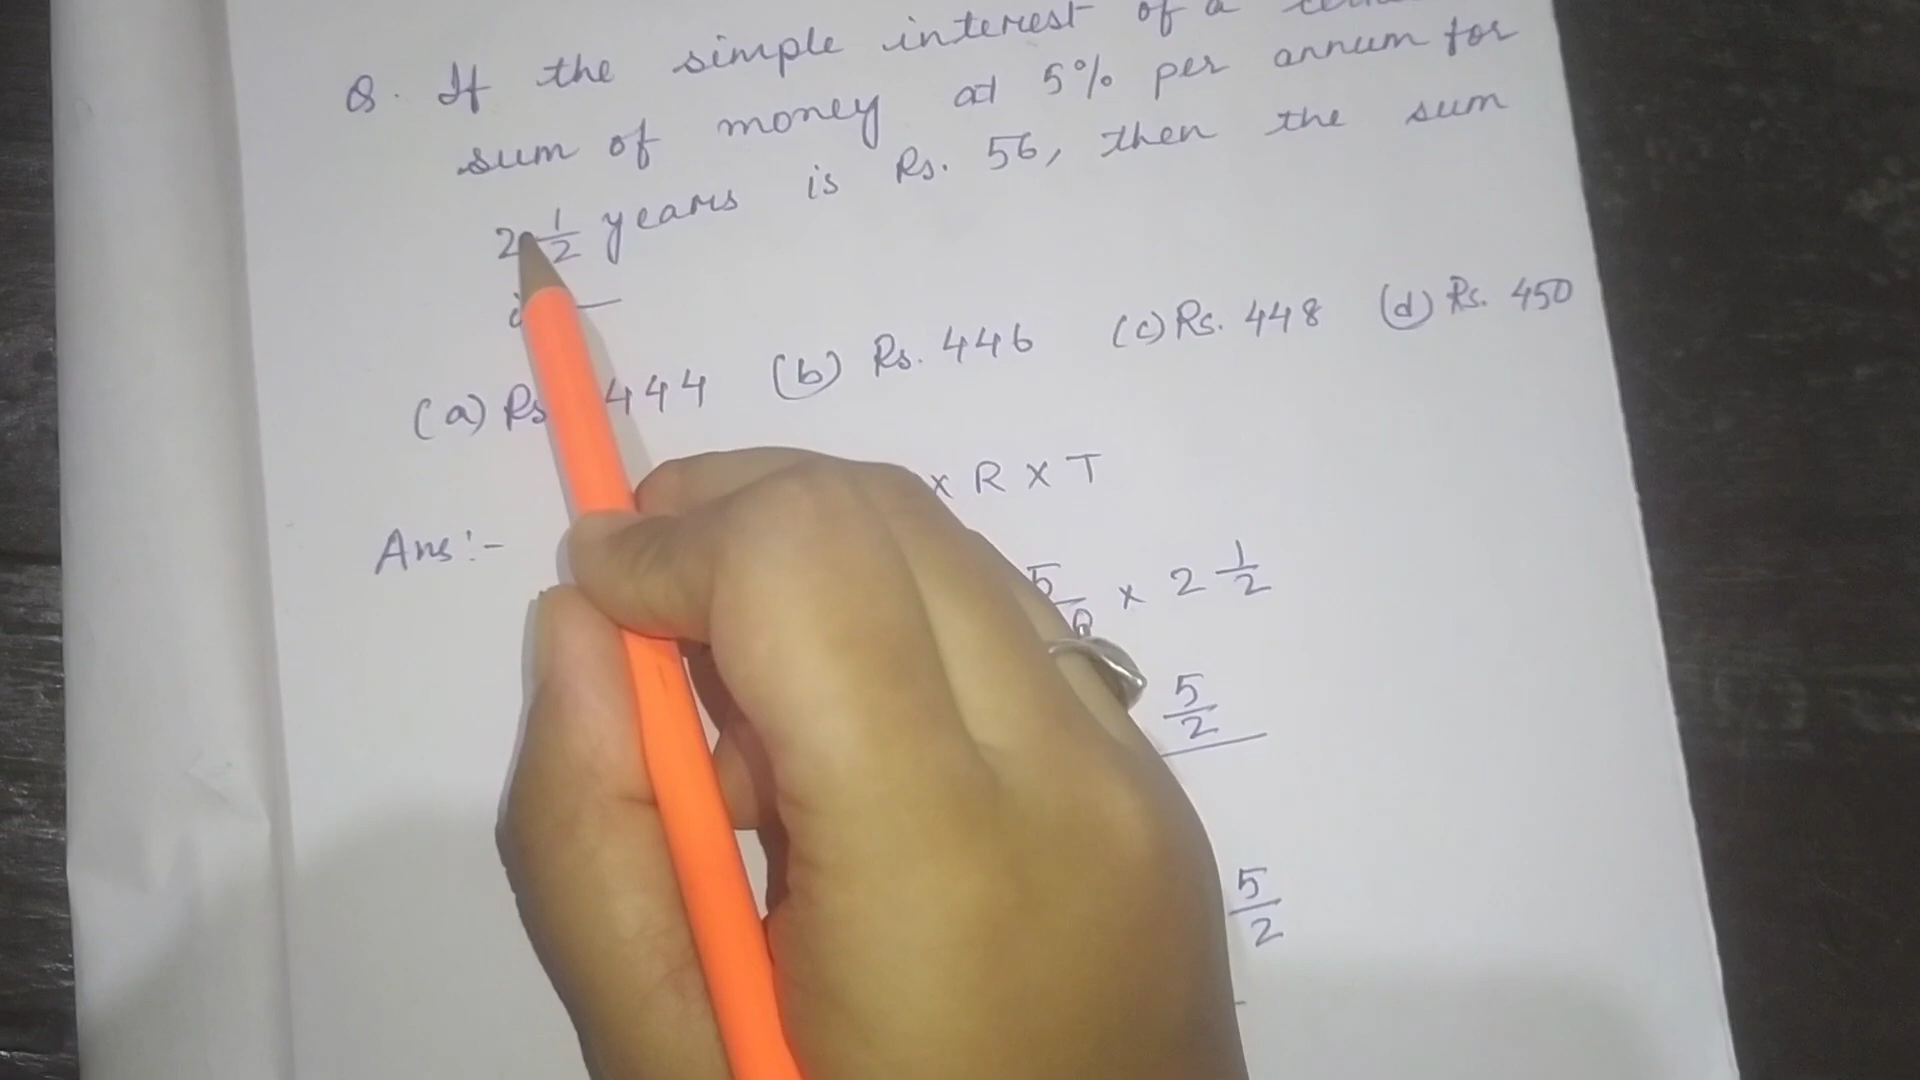 Q. If the simple interest of a
sum of money at 5% per annum for
2 1/2 years is Rs. 56, then the sum
(a) Rs 444 (b) Rs. 446 (c) Rs. 448 (d) Rs. 450
Ans:- x R x T
5 x 2 1/2
5/2
5/2